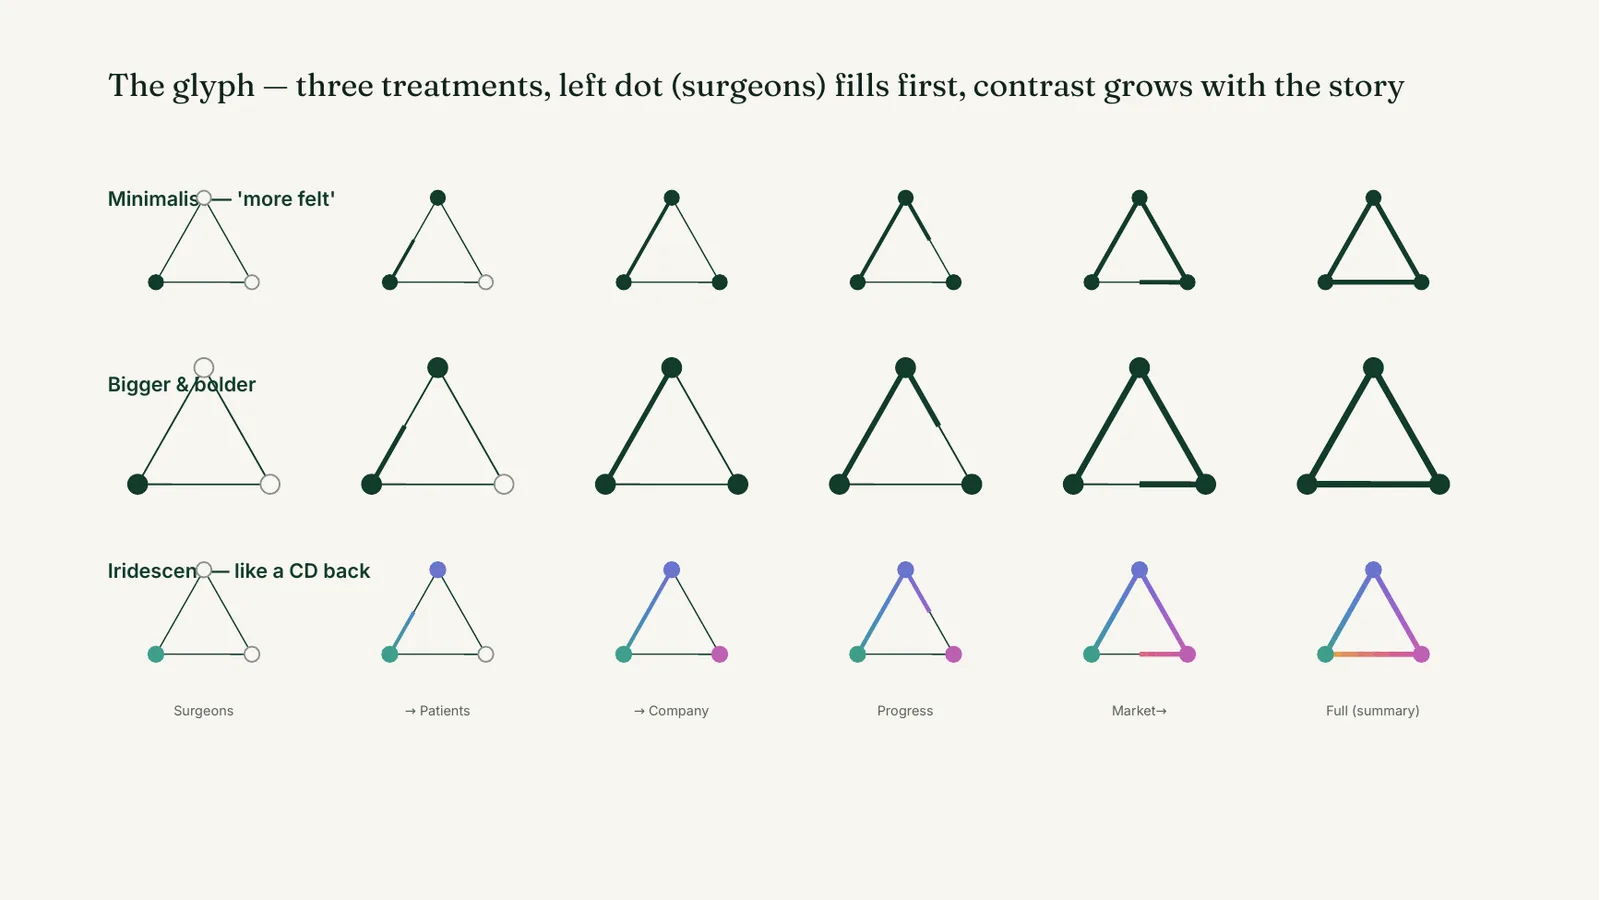 The glyph — three treatments, left dot (surgeons) fills first, contrast grows with the story
Minimalis — 'more felt'
Bigger & bolder
Iridescen — like a CD back
Surgeons
→ Patients
→ Company
Progress
Market→
Full (summary)